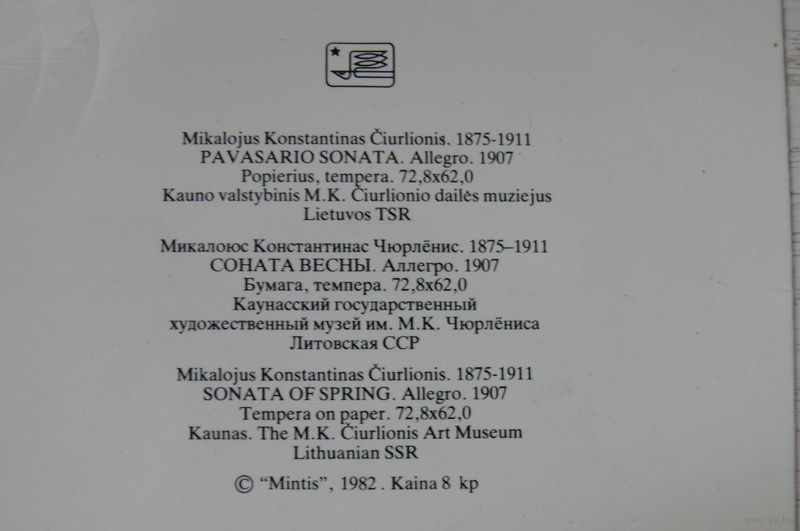 Mikalojus Konstantinas Čiurlionis. 1875-1911
PAVASARIO SONATA. Allegro. 1907
Popierius, tempera. 72,8x62,0
Kauno valstybinis M.K. Čiurlionio dailės muziejus
Lietuvos TSR
Микалоюс Константинас Чюрлёнис. 1875–1911
СОНАТА ВЕСНЫ. Аллегро. 1907
Бумага, темпера. 72,8x62,0
Каунасский государственный
художественный музей им. М.К. Чюрлёниса
Литовская ССР
Mikalojus Konstantinas Čiurlionis. 1875-1911
SONATA OF SPRING. Allegro. 1907
Tempera on paper. 72,8x62,0
Kaunas. The M.K. Čiurlionis Art Museum
Lithuanian SSR
© “Mintis”, 1982. Kaina 8 kp